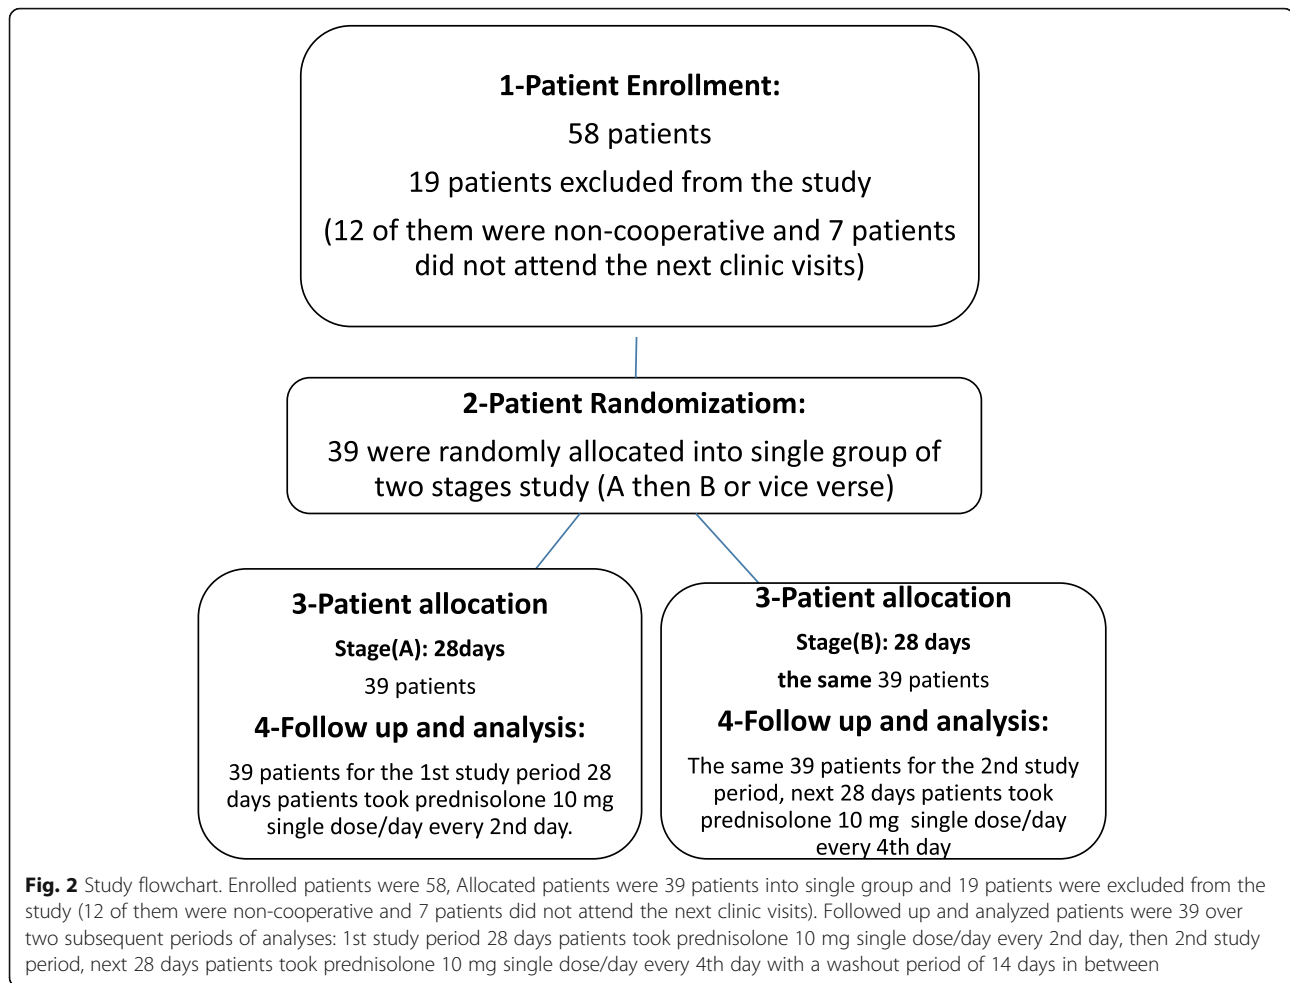 1-Patient Enrollment:
58 patients
19 patients excluded from the study
(12 of them were non-cooperative and 7 patients
did not attend the next clinic visits)
2-Patient Randomizatiom:
39 were randomly allocated into single group of
two stages study (A then B or vice verse)
3-Patient allocation
Stage(A): 28days
39 patients
4-Follow up and analysis:
39 patients for the 1st study period 28
days patients took prednisolone 10 mg
single dose/day every 2nd day.
3-Patient allocation
Stage(B): 28 days
the same 39 patients
4-Follow up and analysis:
The same 39 patients for the 2nd study
period, next 28 days patients took
prednisolone 10 mg  single dose/day
every 4th day
Fig. 2 Study flowchart. Enrolled patients were 58, Allocated patients were 39 patients into single group and 19 patients were excluded from the
study (12 of them were non-cooperative and 7 patients did not attend the next clinic visits). Followed up and analyzed patients were 39 over
two subsequent periods of analyses: 1st study period 28 days patients took prednisolone 10 mg single dose/day every 2nd day, then 2nd study
period, next 28 days patients took prednisolone 10 mg single dose/day every 4th day with a washout period of 14 days in between